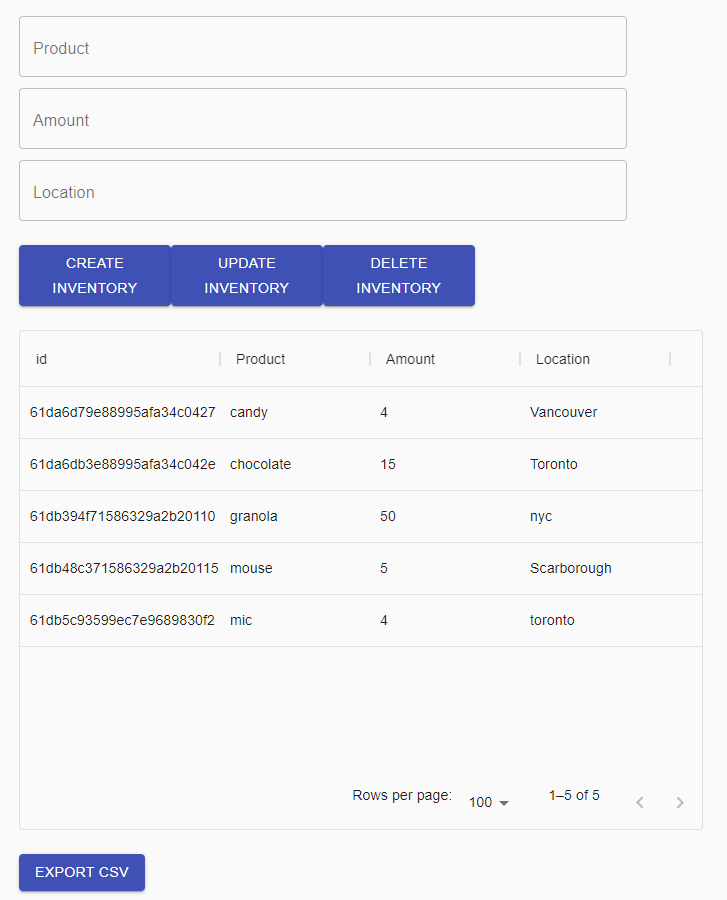 Product
Amount
Location
CREATE INVENTORY UPDATE INVENTORY DELETE INVENTORY
id Product Amount Location
61da6d79e88995afa34c0427 candy 4 Vancouver
61da6db3e88995afa34c042e chocolate 15 Toronto
61db394f71586329a2b20110 granola 50 nyc
61db48c371586329a2b20115 mouse 5 Scarborough
61db5c93599ec7e9689830f2 mic 4 toronto
Rows per page: 100 1–5 of 5
EXPORT CSV